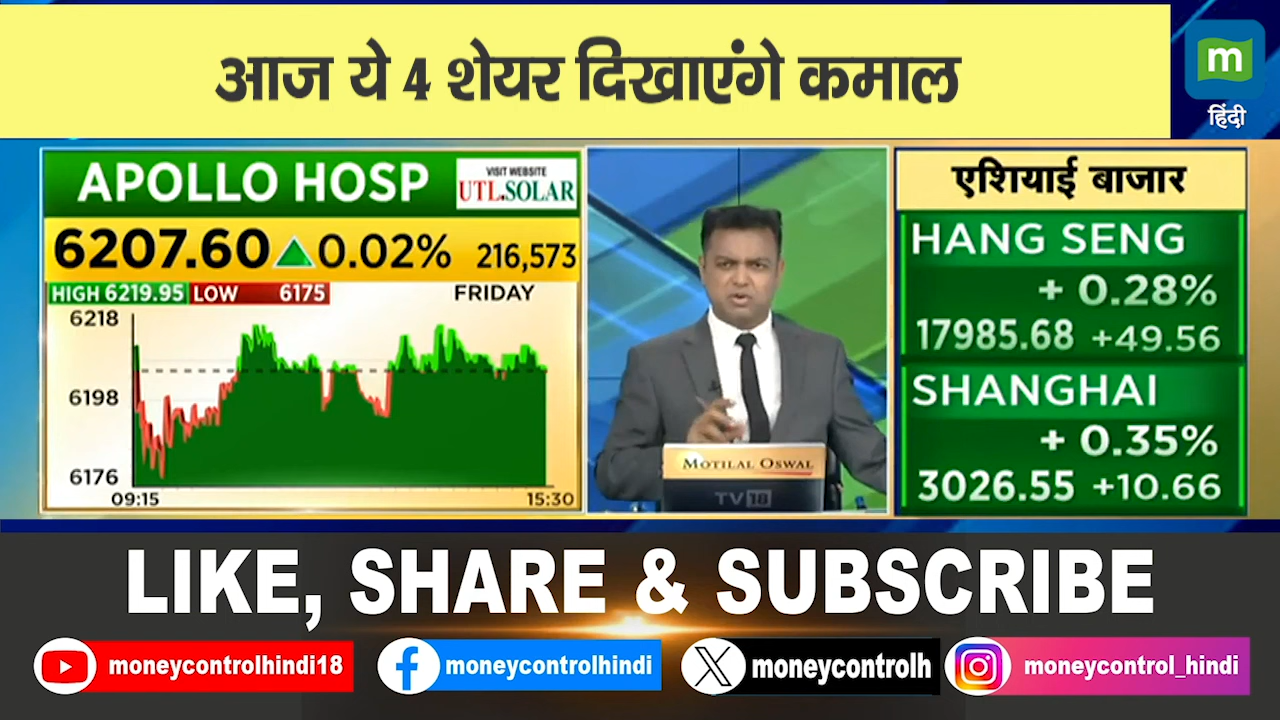 आज ये 4 शेयर दिखाएंगे कमाल
m
हिंदी
APOLLO HOSP
VISIT WEBSITE
UTL.SOLAR
6207.60 ▲ 0.02% 216,573
HIGH 6219.95 LOW 6175 FRIDAY
6218
6198
6176
09:15 15:30
MOTILAL OSWAL
TV18
एशियाई बाजार
HANG SENG
+ 0.28%
17985.68 +49.56
SHANGHAI
+ 0.35%
3026.55 +10.66
LIKE, SHARE & SUBSCRIBE
moneycontrolhindi18
moneycontrolhindi
moneycontrolh
moneycontrol_hindi